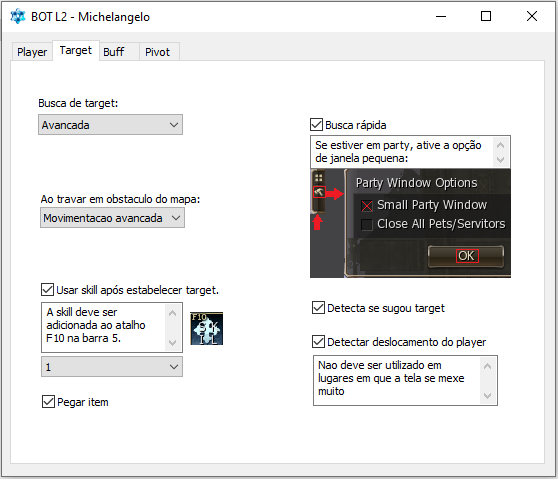 BOT L2 - Michelangelo
Player
Target
Buff
Pivot
Busca de target:
Avancada
Ao travar em obstaculo do mapa:
Movimentacao avancada
Usar skill após estabelecer target.
A skill deve ser
adicionada ao atalho
F10 na barra 5.
F10
1
Pegar item
Busca rápida
Se estiver em party, ative a opção
de janela pequena:
Party Window Options
Small Party Window
Close All Pets/Servitors
OK
Detecta se sugou target
Detectar deslocamento do player
Nao deve ser utilizado em
lugares em que a tela se mexe
muito